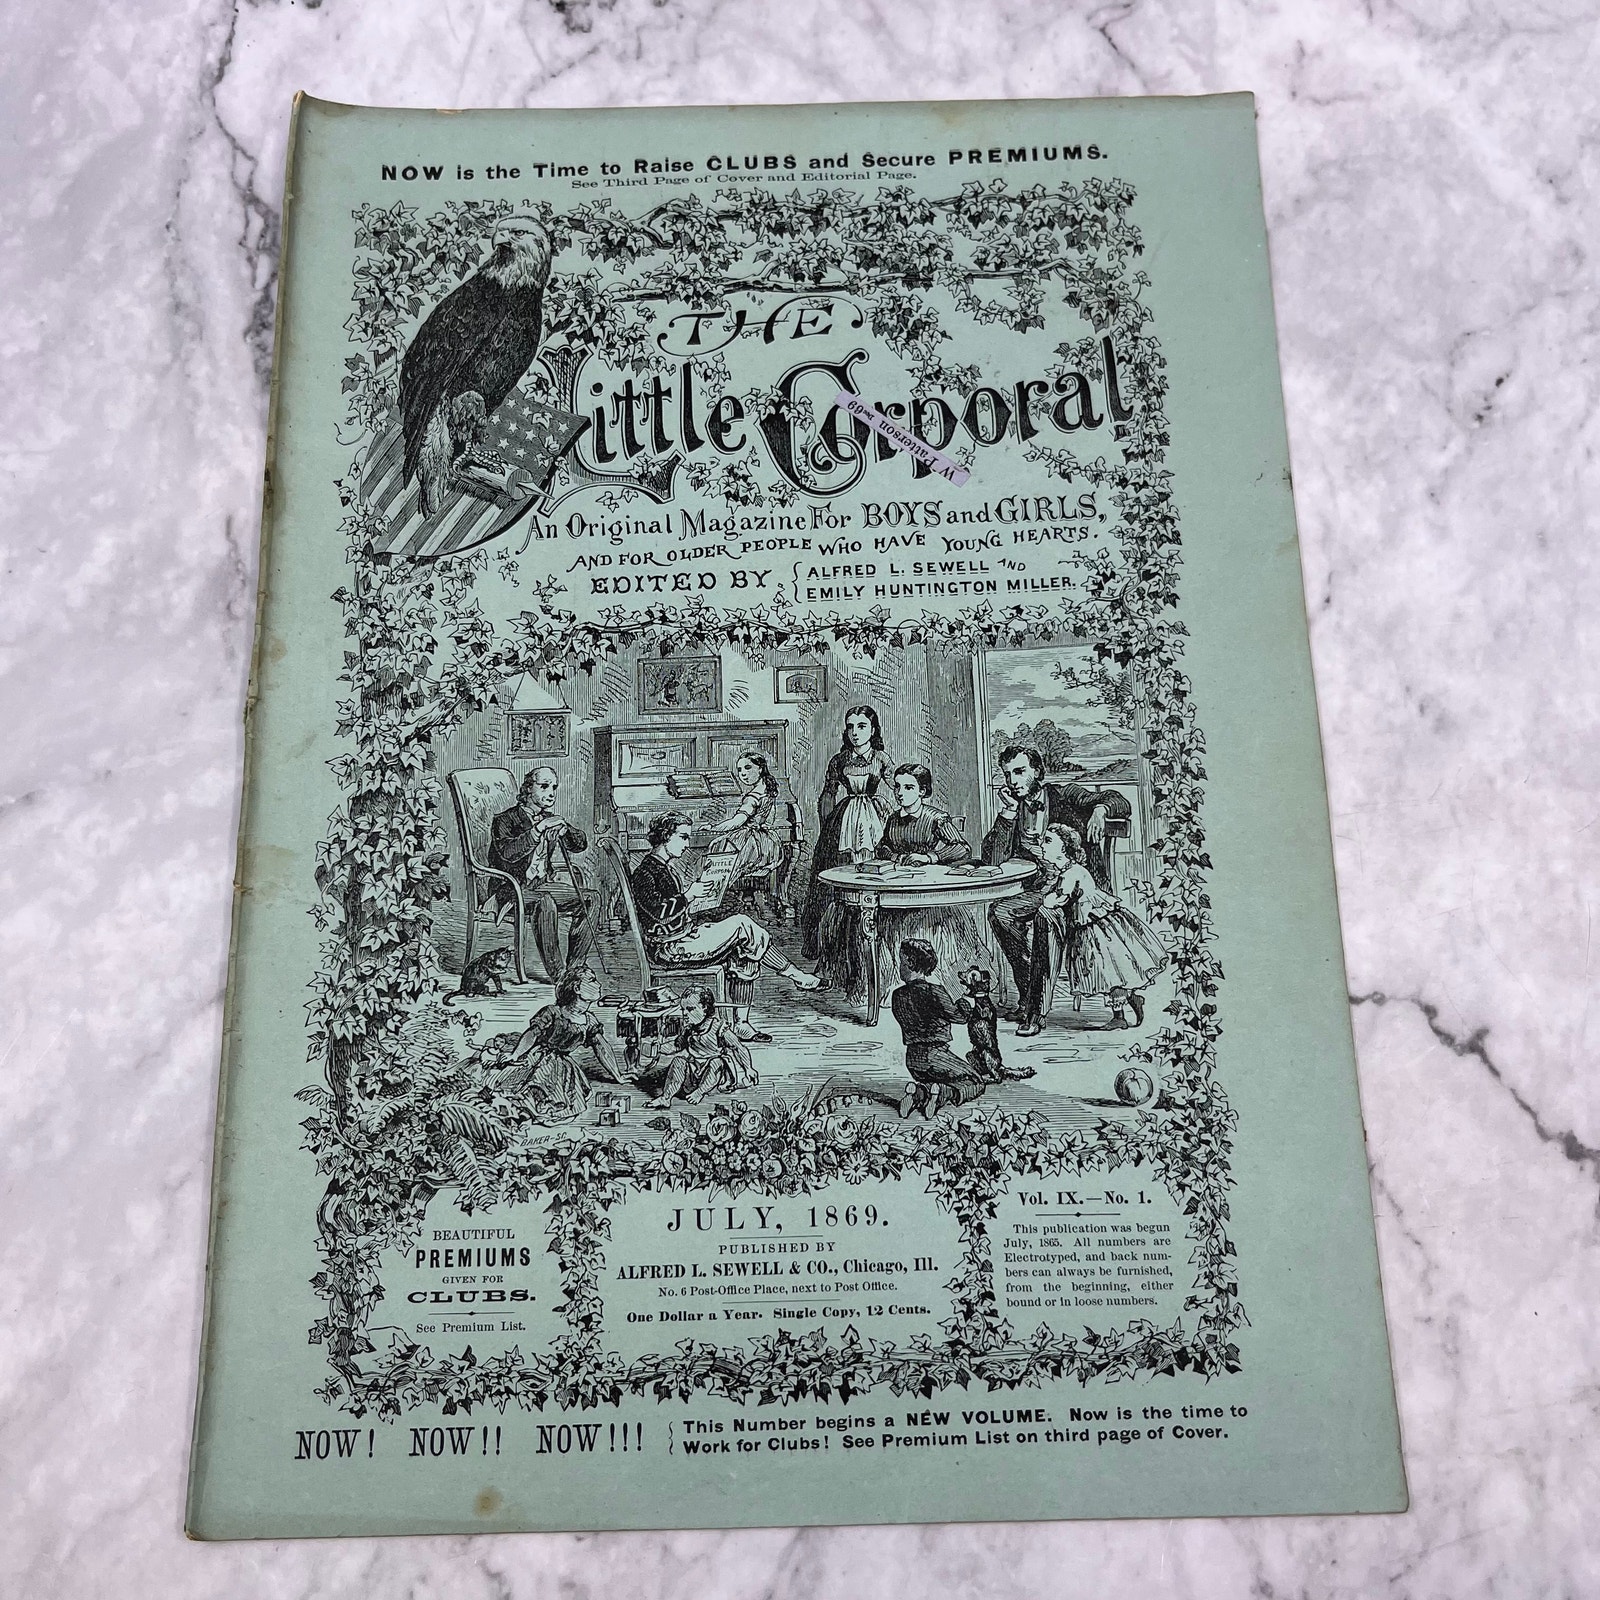 NOW is the Time to Raise CLUBS and Secure PREMIUMS.
See Third Page of Cover and Editorial Page.
THE
Little Corporal
W Patterson
An Original Magazine For BOYS and GIRLS,
AND FOR OLDER PEOPLE WHO HAVE YOUNG HEARTS.
EDITED BY { ALFRED L. SEWELL AND
EMILY HUNTINGTON MILLER.
LITTLE
CORPORAL
BAKER-SC.
BEAUTIFUL
PREMIUMS
GIVEN FOR
CLUBS.
See Premium List.
JULY, 1869.
PUBLISHED BY
ALFRED L. SEWELL & CO., Chicago, Ill.
No. 6 Post-Office Place, next to Post Office.
One Dollar a Year. Single Copy, 12 Cents.
Vol. IX.—No. 1.
This publication was begun
July, 1865. All numbers are
Electrotyped, and back num-
bers can always be furnished,
from the beginning, either
bound or in loose numbers.
NOW! NOW!! NOW!!! { This Number begins a NEW VOLUME. Now is the time to
Work for Clubs! See Premium List on third page of Cover.